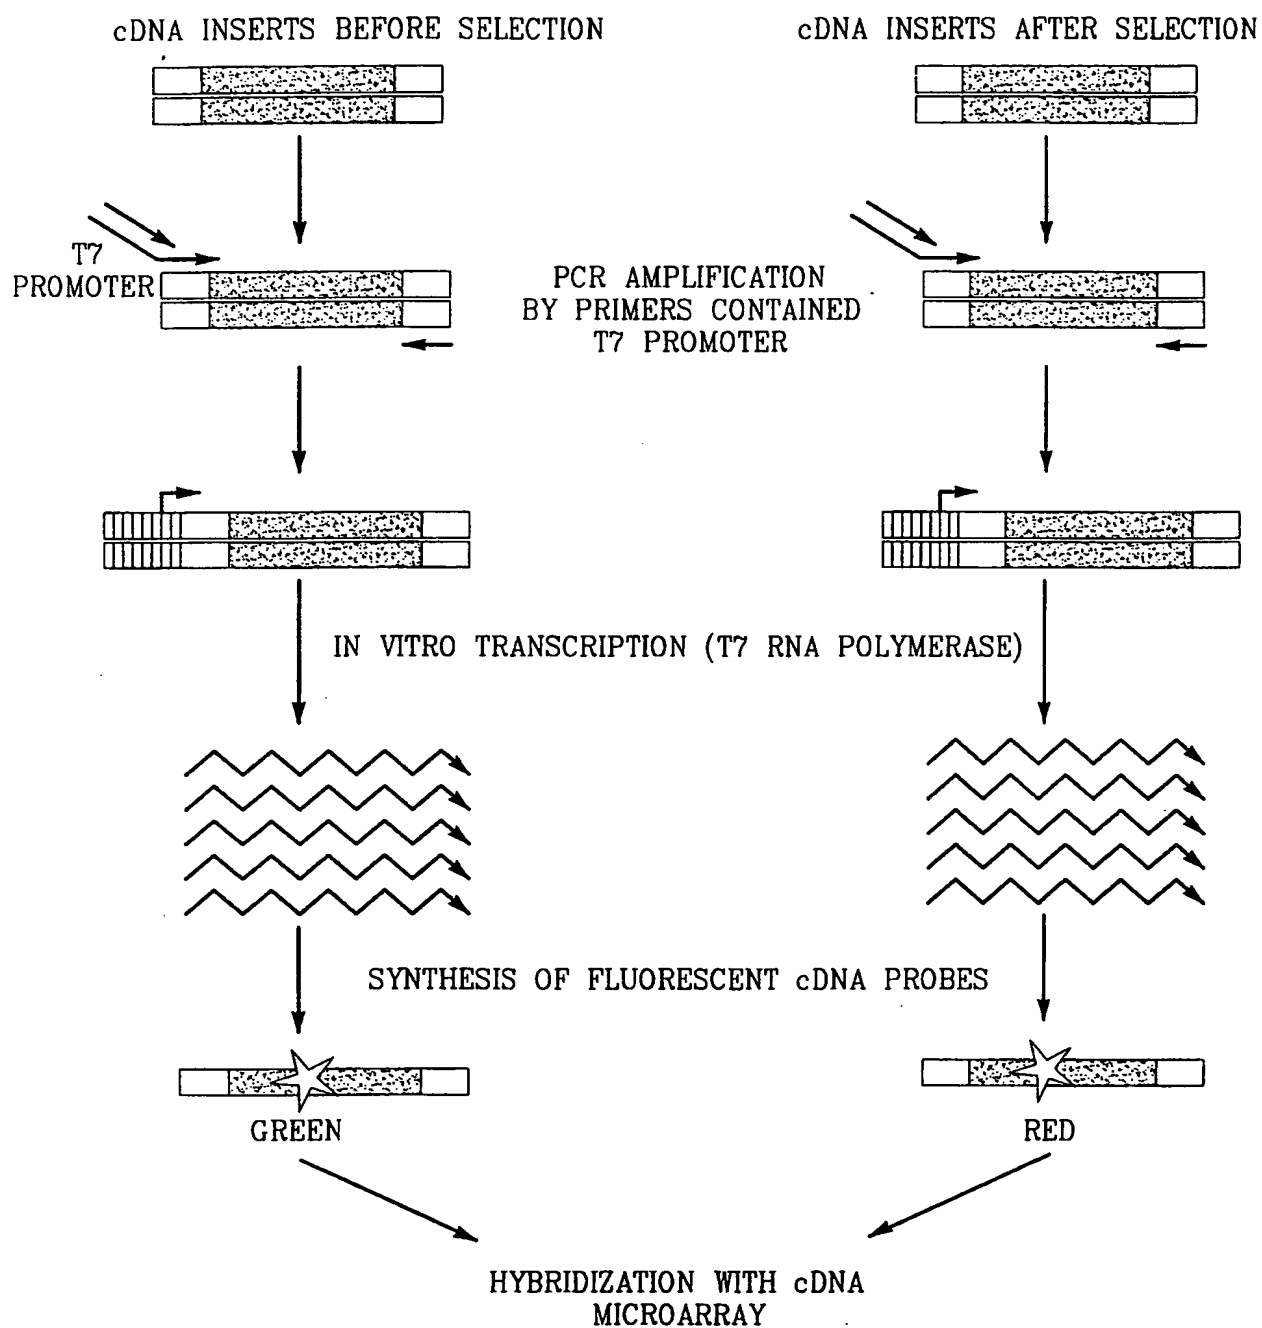 cDNA INSERTS BEFORE SELECTION
cDNA INSERTS AFTER SELECTION
T7
PROMOTER
PCR AMPLIFICATION
BY PRIMERS CONTAINED
T7 PROMOTER
IN VITRO TRANSCRIPTION (T7 RNA POLYMERASE)
SYNTHESIS OF FLUORESCENT cDNA PROBES
GREEN
RED
HYBRIDIZATION WITH cDNA
MICROARRAY